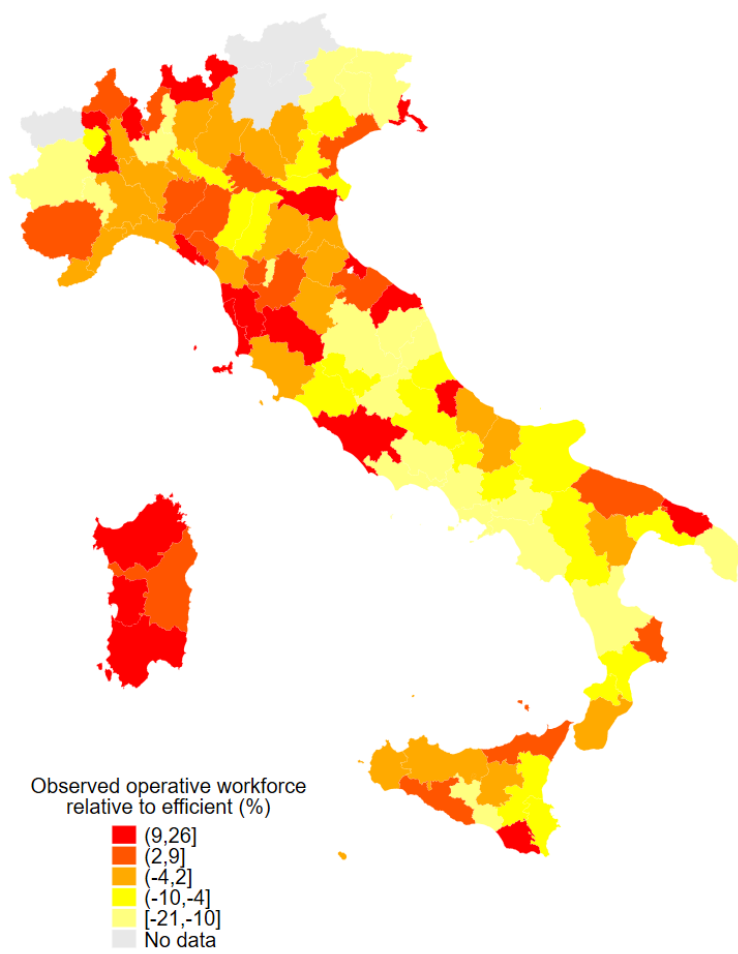 Observed operative workforce
relative to efficient (%)
(9,26]
(2,9]
(-4,2]
(-10,-4]
[-21,-10]
No data